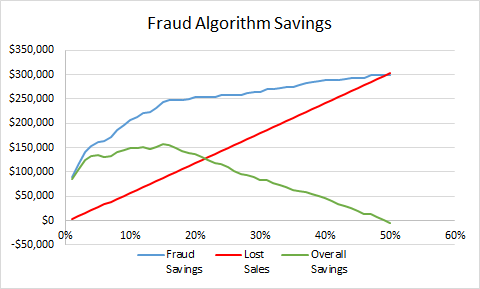 Fraud Algorithm Savings
$350,000
$300,000
$250,000
$200,000
$150,000
$100,000
$50,000
$0
-$50,000
0% 10% 20% 30% 40% 50% 60%
Fraud Lost Overall
Savings Sales Savings